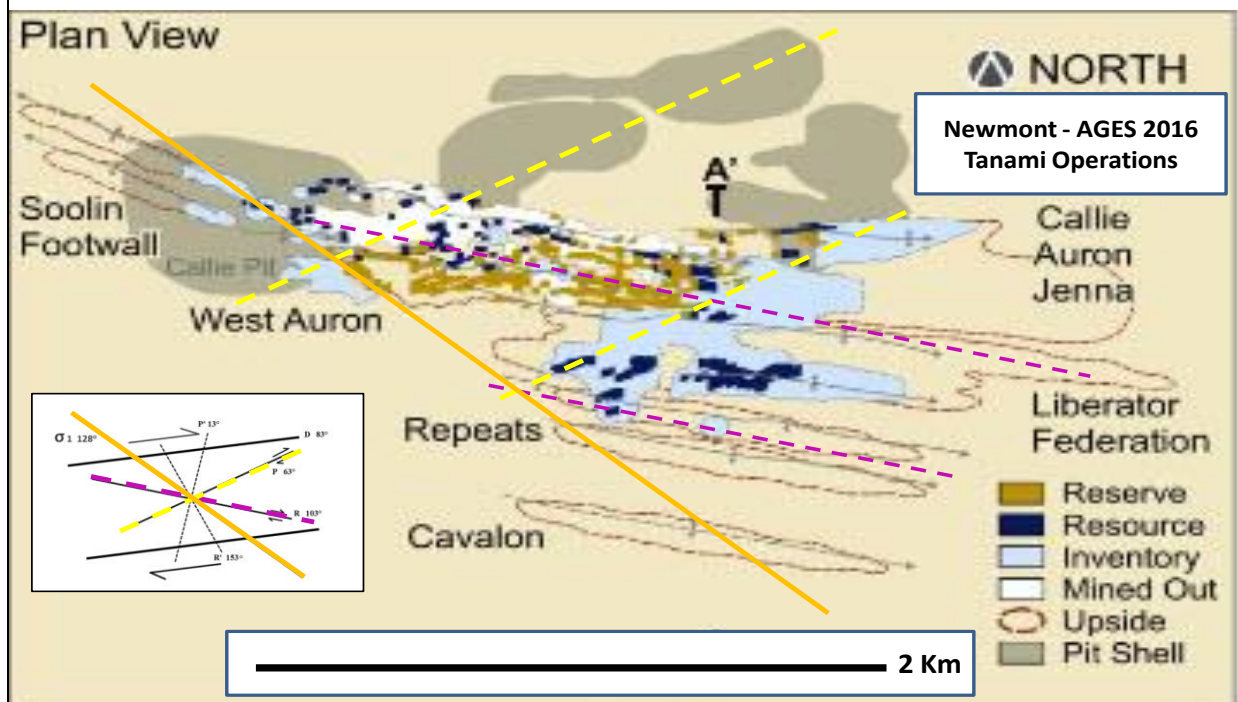 Plan View
NORTH
Newmont - AGES 2016
Tanami Operations
A'
Soolin
Footwall
Callie Pit
West Auron
Callie
Auron
Jenna
Repeats
Liberator
Federation
Cavalon
σ1 128°
P' 13°
D 83°
P 63°
R 103°
R' 153°
Reserve
Resource
Inventory
Mined Out
Upside
Pit Shell
2 Km